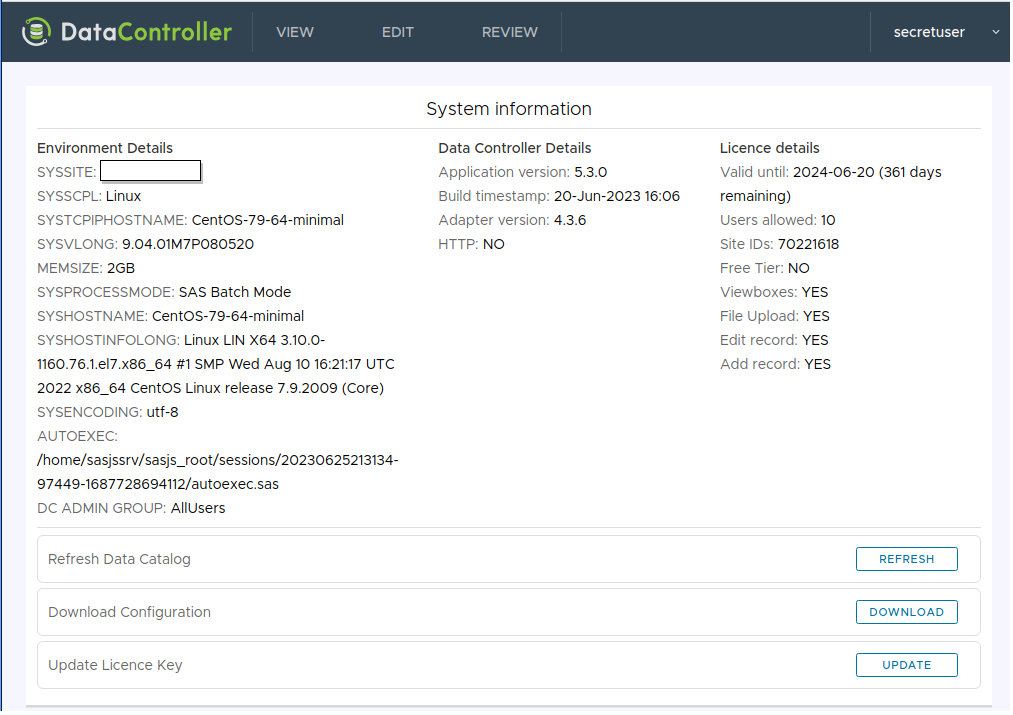 DataController VIEW EDIT REVIEW secretuser
System information
Environment Details
SYSSITE:
SYSSCPL: Linux
SYSTCPIPHOSTNAME: CentOS-79-64-minimal
SYSVLONG: 9.04.01M7P080520
MEMSIZE: 2GB
SYSPROCESSMODE: SAS Batch Mode
SYSHOSTNAME: CentOS-79-64-minimal
SYSHOSTINFOLONG: Linux LIN X64 3.10.0-
1160.76.1.el7.x86_64 #1 SMP Wed Aug 10 16:21:17 UTC
2022 x86_64 CentOS Linux release 7.9.2009 (Core)
SYSENCODING: utf-8
AUTOEXEC:
/home/sasjssrv/sasjs_root/sessions/20230625213134-
97449-1687728694112/autoexec.sas
DC ADMIN GROUP: AllUsers
Data Controller Details
Application version: 5.3.0
Build timestamp: 20-Jun-2023 16:06
Adapter version: 4.3.6
HTTP: NO
Licence details
Valid until: 2024-06-20 (361 days
remaining)
Users allowed: 10
Site IDs: 70221618
Free Tier: NO
Viewboxes: YES
File Upload: YES
Edit record: YES
Add record: YES
Refresh Data Catalog REFRESH
Download Configuration DOWNLOAD
Update Licence Key UPDATE